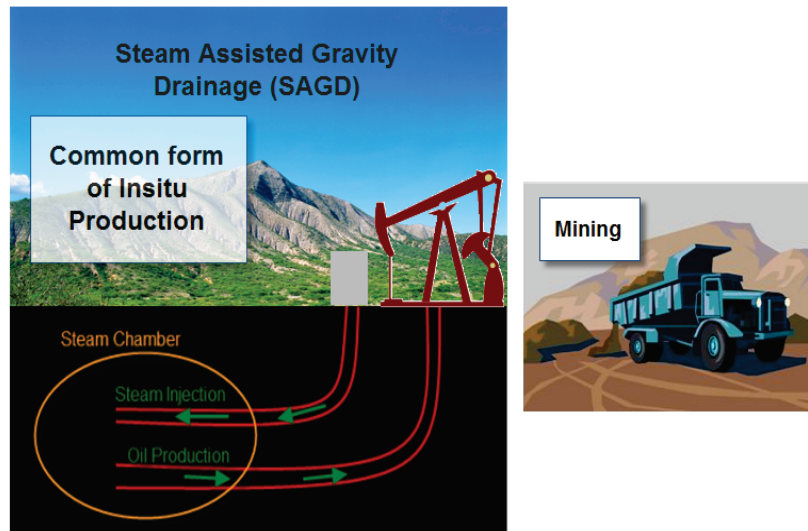 Steam Assisted Gravity
Drainage (SAGD)
Common form
of Insitu
Production
Mining
Steam Chamber
Steam Injection
Oil Production